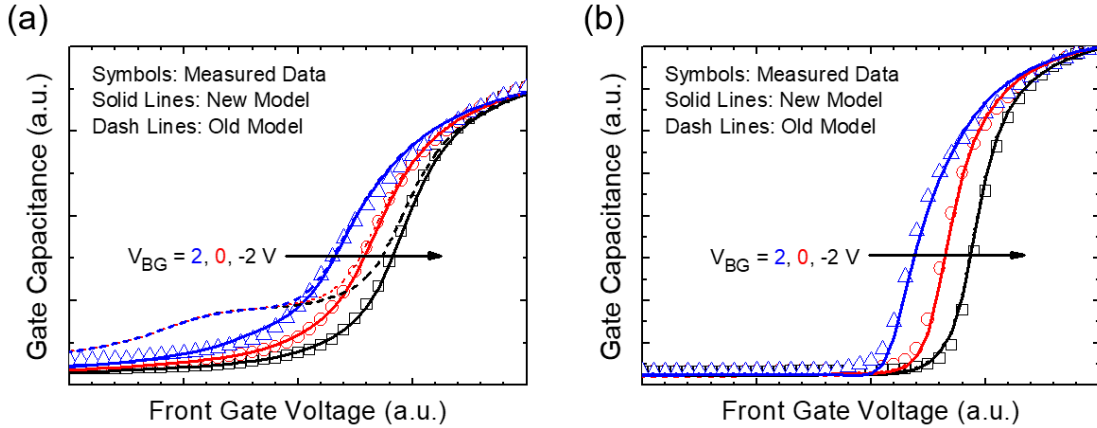 (a)
Symbols: Measured Data
Solid Lines: New Model
Dash Lines: Old Model
V_BG = 2, 0, -2 V
Gate Capacitance (a.u.)
Front Gate Voltage (a.u.)
(b)
Symbols: Measured Data
Solid Lines: New Model
Dash Lines: Old Model
V_BG = 2, 0, -2 V
Gate Capacitance (a.u.)
Front Gate Voltage (a.u.)